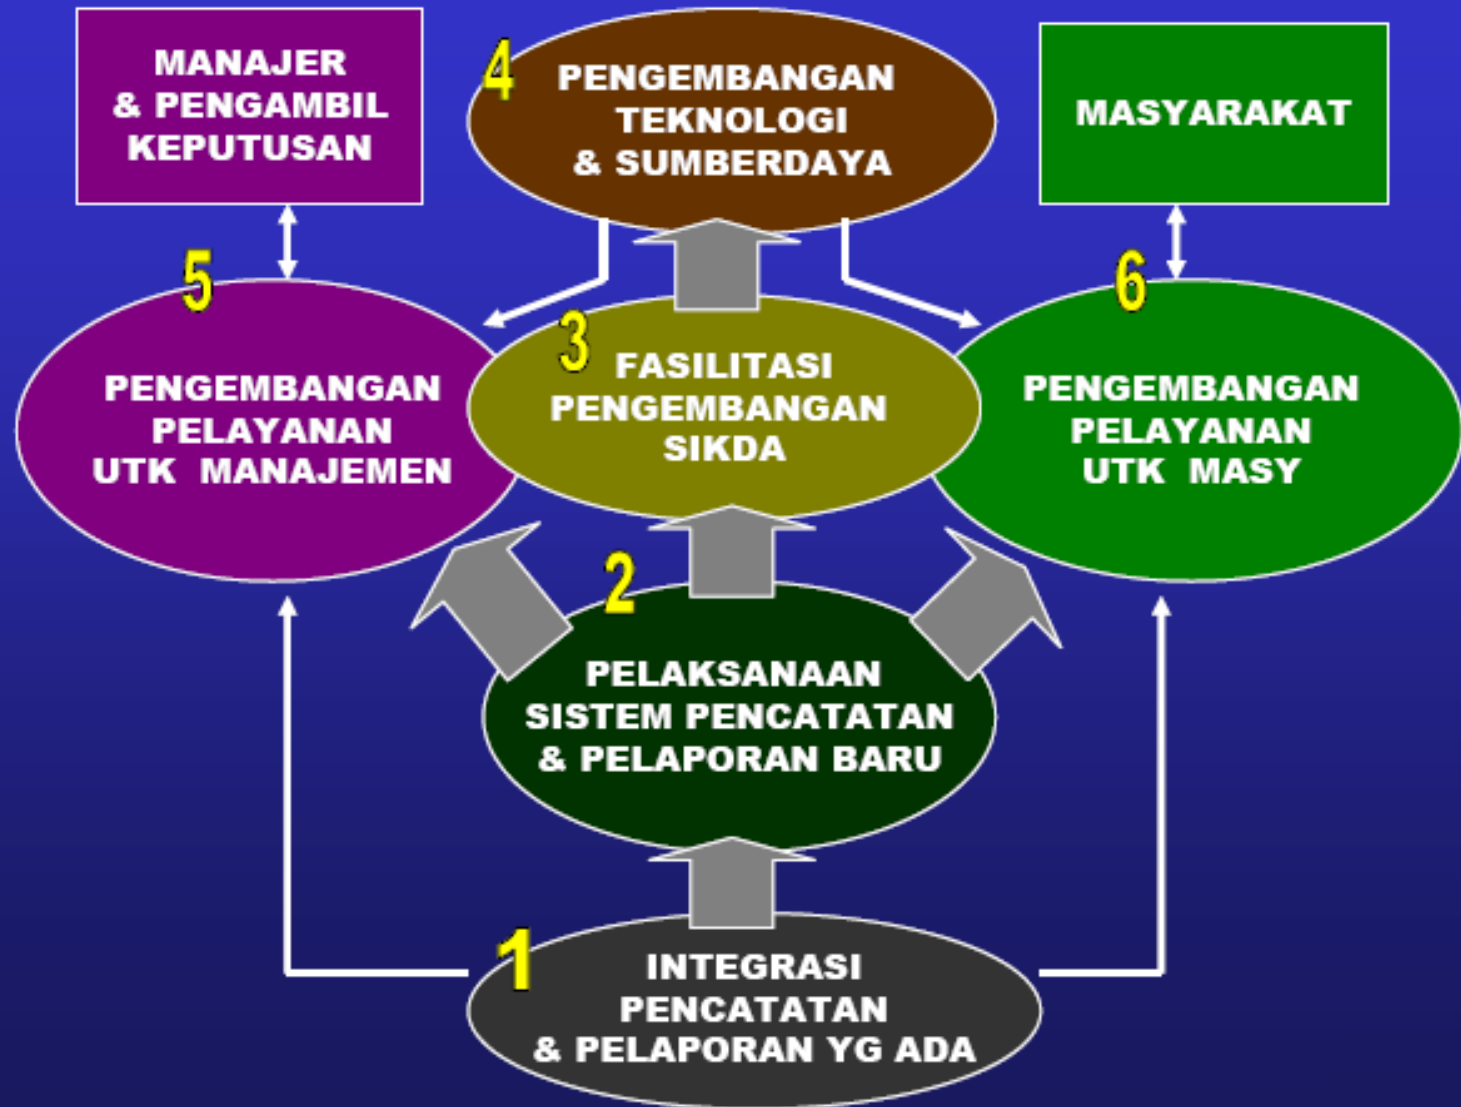 MANAJER
& PENGAMBIL
KEPUTUSAN
4
PENGEMBANGAN
TEKNOLOGI
& SUMBERDAYA
MASYARAKAT
5
PENGEMBANGAN
PELAYANAN
UTK MANAJEMEN
3
FASILITASI
PENGEMBANGAN
SIKDA
6
PENGEMBANGAN
PELAYANAN
UTK MASY
2
PELAKSANAAN
SISTEM PENCATATAN
& PELAPORAN BARU
1
INTEGRASI
PENCATATAN
& PELAPORAN YG ADA